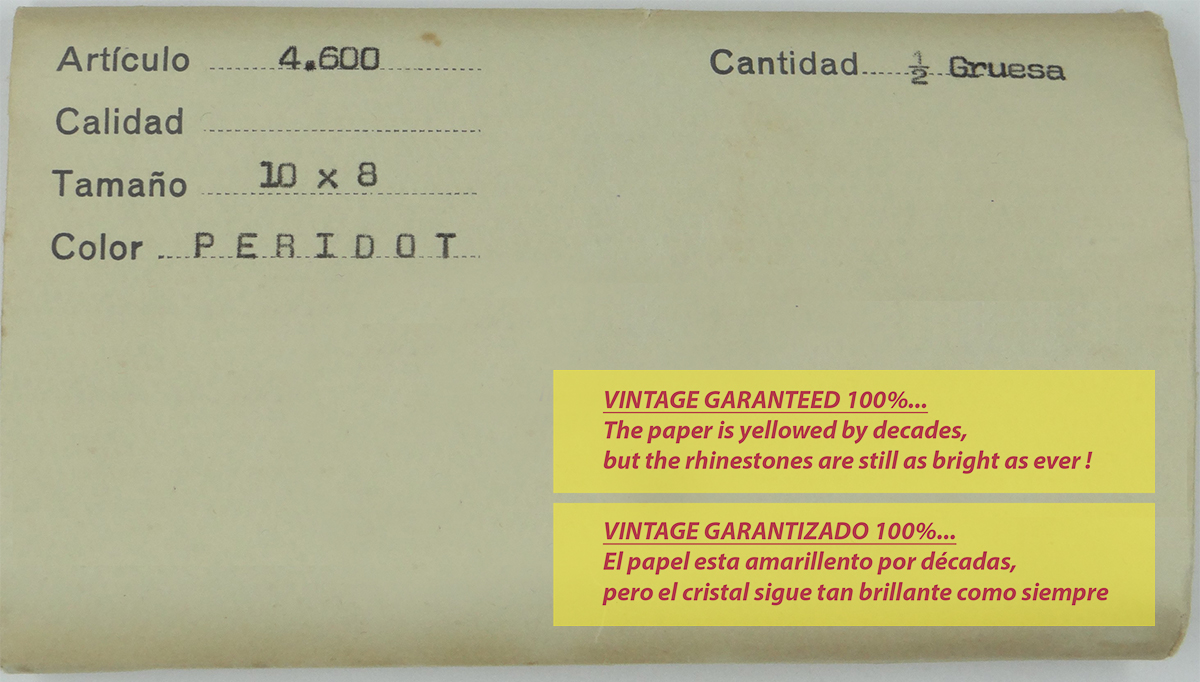 Artículo 4.600
Cantidad ½ Gruesa
Calidad
Tamaño 10 x 8
Color PERIDOT
VINTAGE GARANTEED 100%...
The paper is yellowed by decades,
but the rhinestones are still as bright as ever !
VINTAGE GARANTIZADO 100%...
El papel esta amarillento por décadas,
pero el cristal sigue tan brillante como siempre